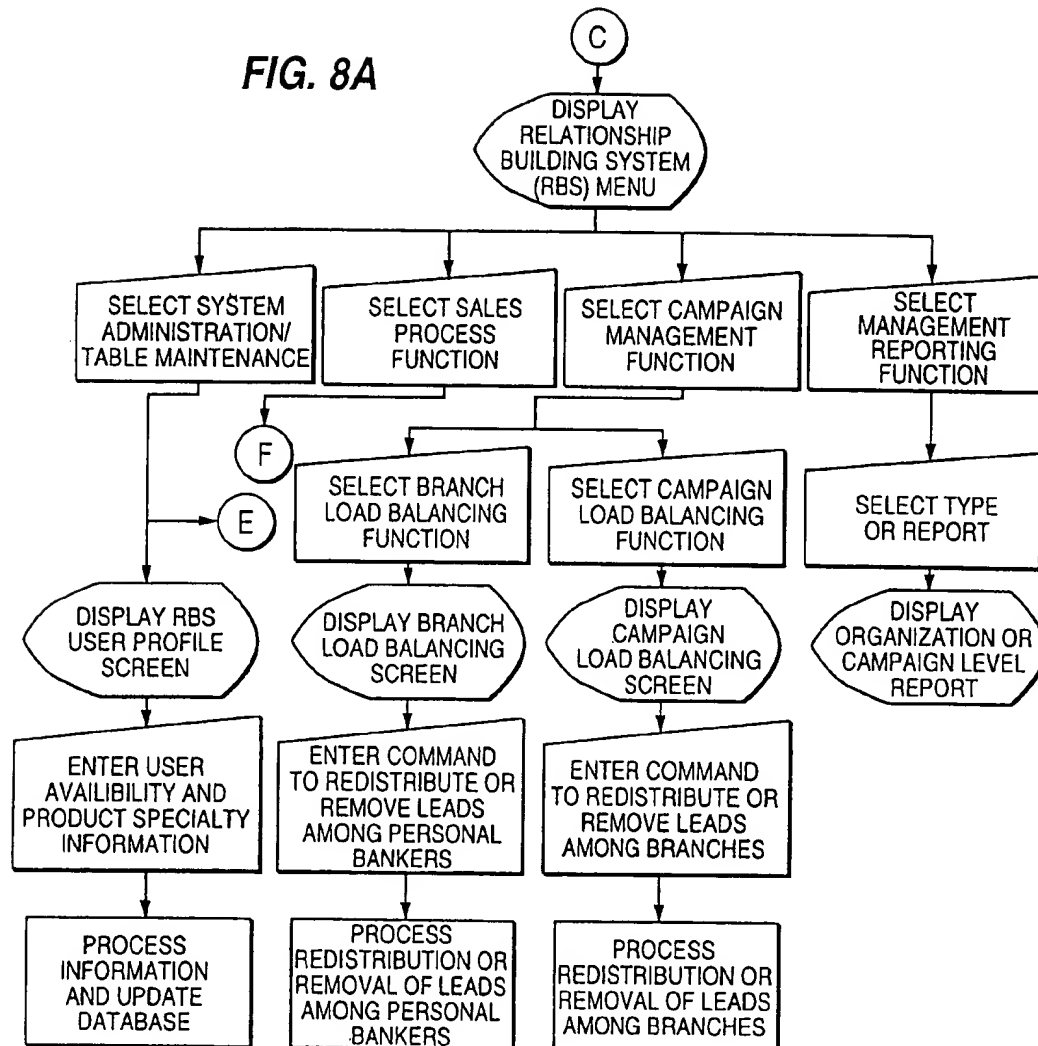 FIG. 8A
C
DISPLAY
RELATIONSHIP
BUILDING SYSTEM
(RBS) MENU
SELECT SYSTEM
ADMINISTRATION/
TABLE MAINTENANCE
SELECT SALES
PROCESS
FUNCTION
SELECT CAMPAIGN
MANAGEMENT
FUNCTION
SELECT
MANAGEMENT
REPORTING
FUNCTION
F
E
SELECT BRANCH
LOAD BALANCING
FUNCTION
SELECT CAMPAIGN
LOAD BALANCING
FUNCTION
SELECT TYPE
OR REPORT
DISPLAY RBS
USER PROFILE
SCREEN
DISPLAY BRANCH
LOAD BALANCING
SCREEN
DISPLAY
CAMPAIGN
LOAD BALANCING
SCREEN
DISPLAY
ORGANIZATION OR
CAMPAIGN LEVEL
REPORT
ENTER USER
AVAILIBILITY AND
PRODUCT SPECIALTY
INFORMATION
ENTER COMMAND
TO REDISTRIBUTE OR
REMOVE LEADS
AMONG PERSONAL
BANKERS
ENTER COMMAND
TO REDISTRIBUTE OR
REMOVE LEADS
AMONG BRANCHES
PROCESS
INFORMATION
AND UPDATE
DATABASE
PROCESS
REDISTRIBUTION OR
REMOVAL OF LEADS
AMONG PERSONAL
BANKERS
PROCESS
REDISTRIBUTION OR
REMOVAL OF LEADS
AMONG BRANCHES